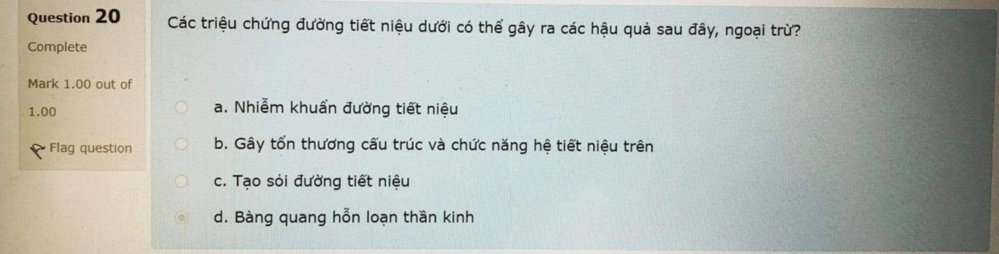 Question 20
Complete
Mark 1.00 out of
1.00
Flag question
Các triệu chứng đường tiết niệu dưới có thể gây ra các hậu quả sau đây, ngoại trừ?
a. Nhiễm khuẩn đường tiết niệu
b. Gây tổn thương cấu trúc và chức năng hệ tiết niệu trên
c. Tạo sỏi đường tiết niệu
d. Bàng quang hỗn loạn thần kinh